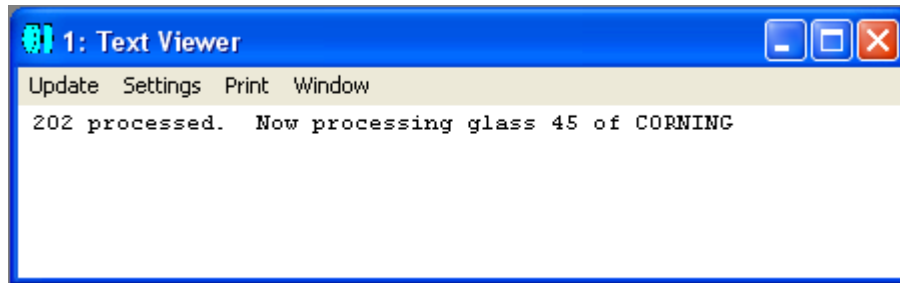 1: Text Viewer
Update Settings Print Window
202 processed.  Now processing glass 45 of CORNING